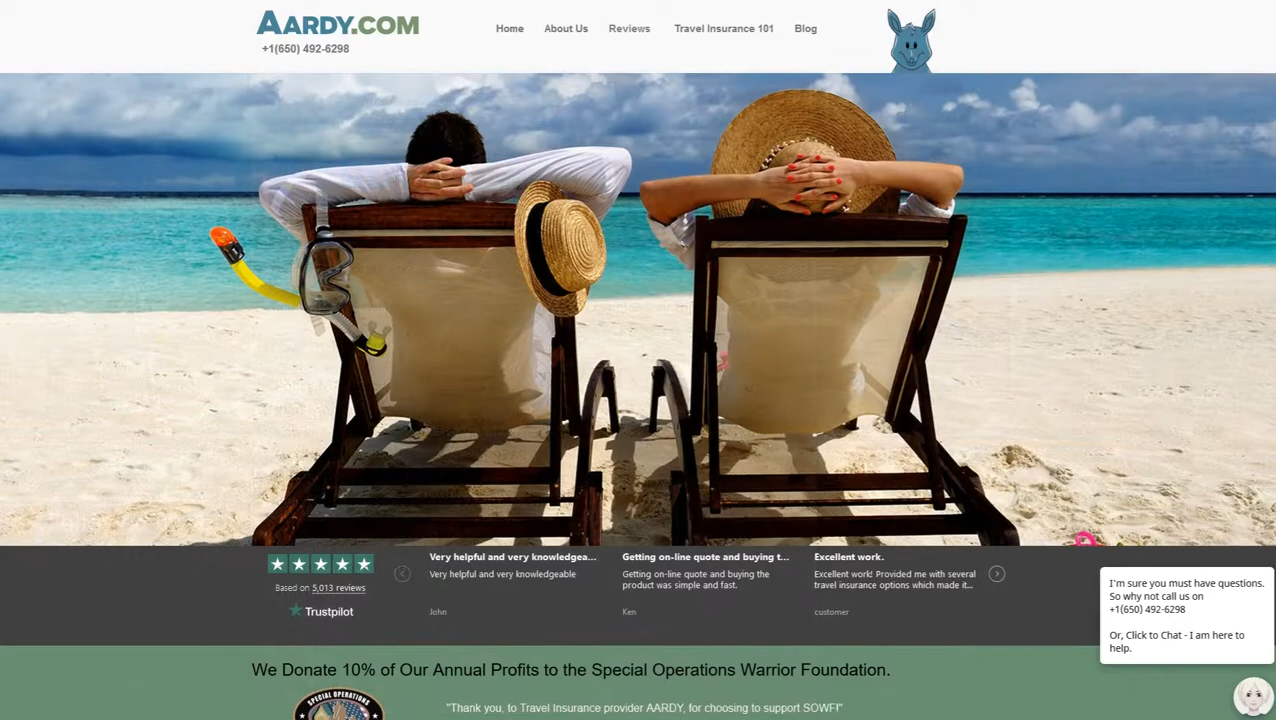 AARDY.COM
+1(650) 492-6298
Home About Us Reviews Travel Insurance 101 Blog
Very helpful and very knowledgea...
Very helpful and very knowledgeable
John
Getting on-line quote and buying t...
Getting on-line quote and buying the
product was simple and fast.
Ken
Excellent work.
Excellent work! Provided me with several
travel insurance options which made it...
customer
Based on 5,013 reviews
Trustpilot
I'm sure you must have questions.
So why not call us on
+1(650) 492-6298
Or, Click to Chat - I am here to
help.
We Donate 10% of Our Annual Profits to the Special Operations Warrior Foundation.
SPECIAL OPERATIONS
"Thank you, to Travel Insurance provider AARDY, for choosing to support SOWF!"